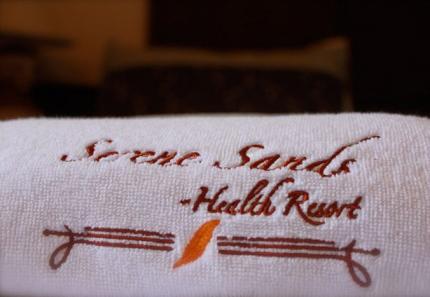 Serene Sands
-Health Resort